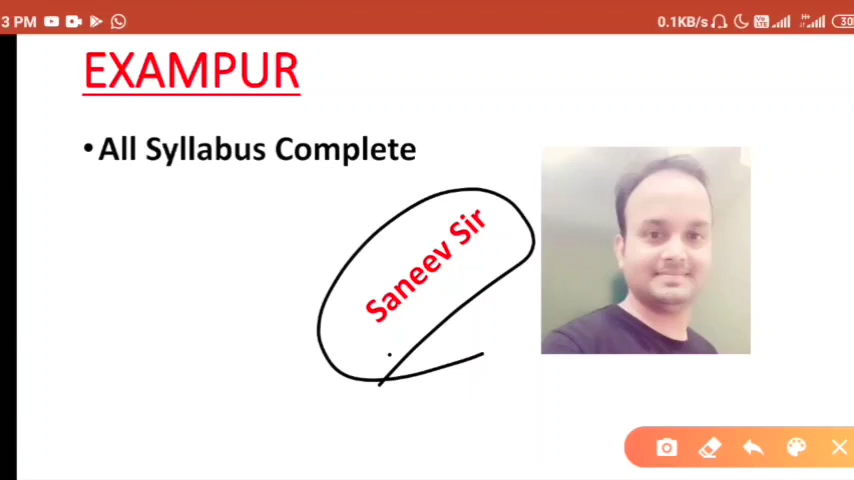 3 PM
0.1KB/s
EXAMPUR
•All Syllabus Complete
Saneev Sir